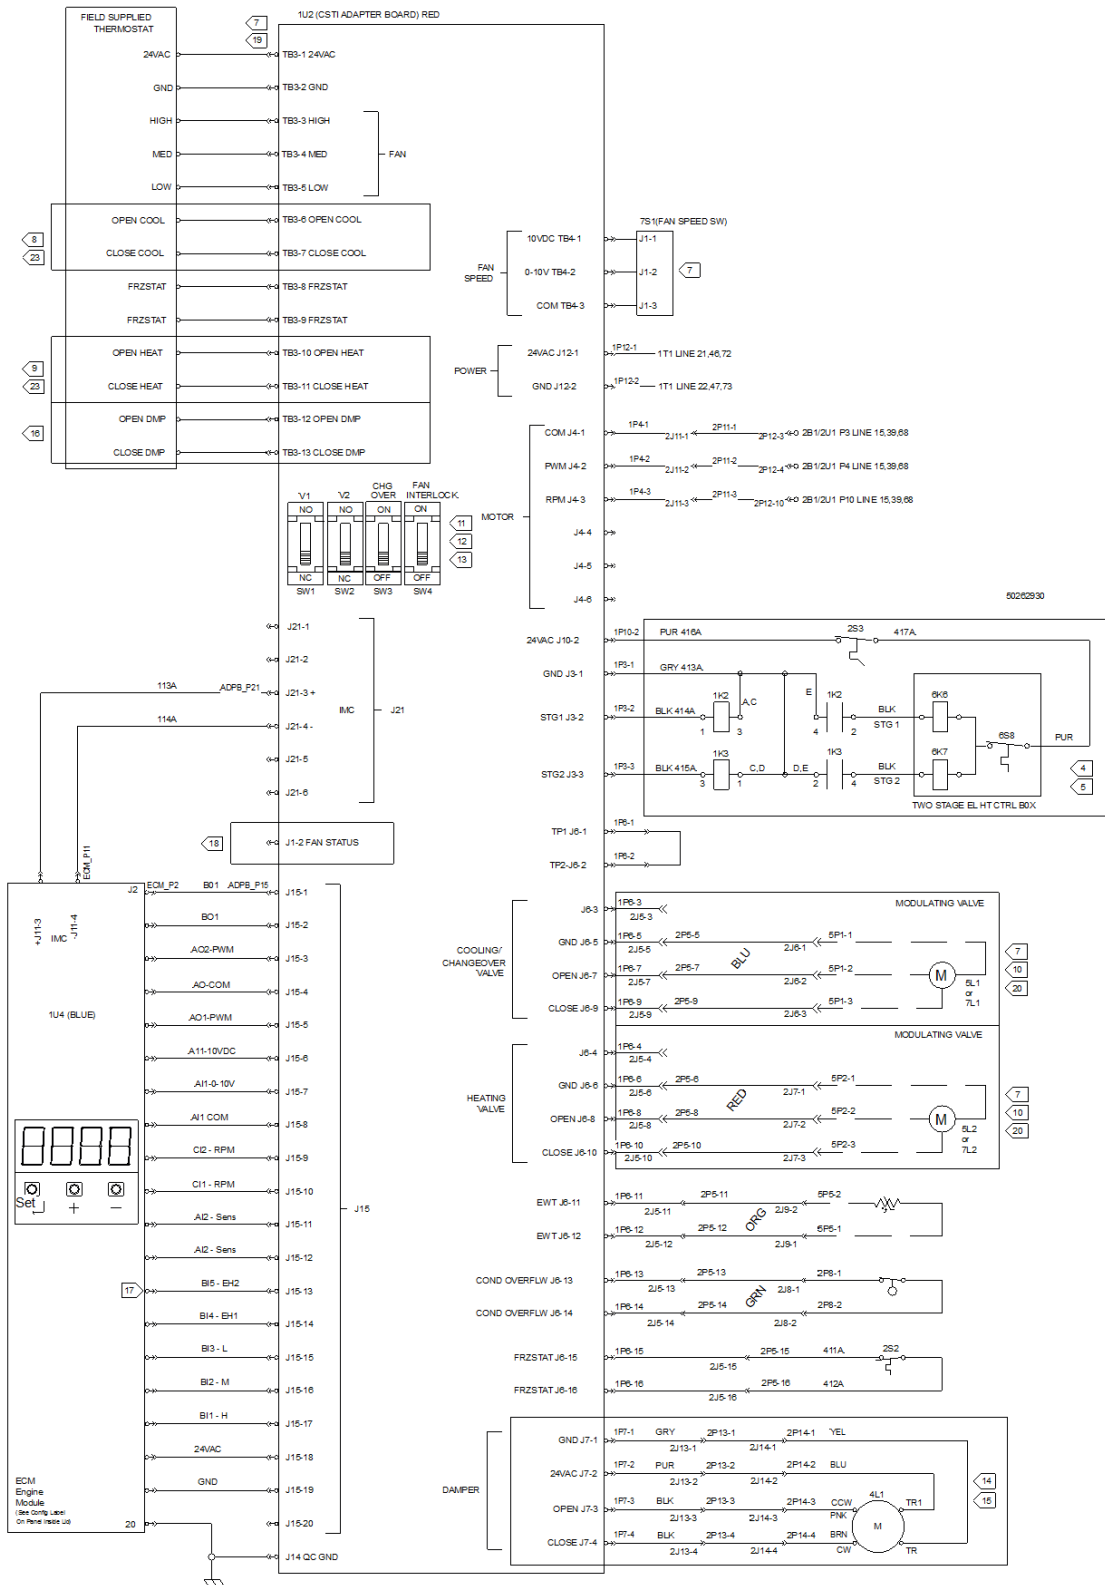 FIELD SUPPLIED
THERMOSTAT
7
19
1U2 (CSTI ADAPTER BOARD) RED
24VAC
TB3-1 24VAC
GND
TB3-2 GND
HIGH
TB3-3 HIGH
MED
TB3-4 MED
FAN
LOW
TB3-5 LOW
OPEN COOL
TB3-6 OPEN COOL
8
23
CLOSE COOL
TB3-7 CLOSE COOL
FRZSTAT
TB3-8 FRZSTAT
FRZSTAT
TB3-9 FRZSTAT
OPEN HEAT
TB3-10 OPEN HEAT
9
23
CLOSE HEAT
TB3-11 CLOSE HEAT
OPEN DMP
TB3-12 OPEN DMP
16
CLOSE DMP
TB3-13 CLOSE DMP
7S1(FAN SPEED SW)
10VDC TB4-1
J1-1
FAN
SPEED
0-10V TB4-2
J1-2
7
COM TB4-3
J1-3
POWER
24VAC J12-1
1P12-1
1T1 LINE 21,46,72
GND J12-2
1P12-2
1T1 LINE 22,47,73
COM J4-1
1P4-1
2J11-1
2P11-1
2P12-3
2B1/2U1 P3 LINE 15,39,68
PWM J4-2
1P4-2
2J11-2
2P11-2
2P12-4
2B1/2U1 P4 LINE 15,39,68
RPM J4-3
1P4-3
2J11-3
2P11-3
2P12-10
2B1/2U1 P10 LINE 15,39,68
MOTOR
J4-4
J4-5
J4-6
V1
NO
NC
SW1
V2
NO
NC
SW2
CHG
OVER
ON
OFF
SW3
FAN
INTERLOCK
ON
OFF
SW4
11
12
13
50262930
J21-1
J21-2
113A
ADPB_P21
J21-3 +
IMC
J21
114A
J21-4 -
J21-5
J21-6
24VAC J10-2
1P10-2
PUR 416A
2S3
417A
GND J3-1
1P3-1
GRY 413A
STG1 J3-2
1P3-2
BLK 414A
1
1K2
3
A,C
E
4
1K2
2
BLK
STG 1
6K6
6S8
PUR
STG2 J3-3
1P3-3
BLK 415A
3
1K3
1
C,D
D,E
2
1K3
4
BLK
STG 2
6K7
TWO STAGE EL HT CTRL BOX
4
5
18
J1-2 FAN STATUS
TP1 J6-1
1P6-1
TP2-J6-2
1P6-2
ECM_P11
+J11-3
IMC
-J11-4
J2
ECM_P2
B01
ADPB_P15
J15-1
BO1
J15-2
AO2-PWM
J15-3
AO-COM
J15-4
1U4 (BLUE)
AO1-PWM
J15-5
A11-10VDC
J15-6
AI1-0-10V
J15-7
AI1 COM
J15-8
CI2 - RPM
J15-9
CI1 - RPM
J15-10
AI2 - Sens
J15-11
AI2 - Sens
J15-12
17
BI5 - EH2
J15-13
BI4 - EH1
J15-14
BI3 - L
J15-15
BI2 - M
J15-16
BI1 - H
J15-17
24VAC
J15-18
GND
J15-19
20
J15-20
J15
J14 QC GND
Set
+
−
ECM
Engine
Module
(See Config Label
On Panel Inside Lid)
MODULATING VALVE
COOLING/
CHANGEOVER
VALVE
J6-3
1P6-3
2J5-3
GND J6-5
1P6-5
2J5-5
2P5-5
2J6-1
5P1-1
OPEN J6-7
1P6-7
2J5-7
2P5-7
BLU
2J6-2
5P1-2
CLOSE J6-9
1P6-9
2J5-9
2P5-9
2J6-3
5P1-3
M
5L1
or
7L1
7
10
20
MODULATING VALVE
HEATING
VALVE
J6-4
1P6-4
2J5-4
GND J6-6
1P6-6
2J5-6
2P5-6
2J7-1
5P2-1
OPEN J6-8
1P6-8
2J5-8
2P5-8
RED
2J7-2
5P2-2
CLOSE J6-10
1P6-10
2J5-10
2P5-10
2J7-3
5P2-3
M
5L2
or
7L2
7
10
20
EWT J6-11
1P6-11
2J5-11
2P5-11
2J9-2
5P5-2
ORG
EWT J6-12
1P6-12
2J5-12
2P5-12
2J9-1
5P5-1
COND OVERFLW J6-13
1P6-13
2J5-13
2P5-13
2J8-1
2P8-1
GRN
COND OVERFLW J6-14
1P6-14
2J5-14
2P5-14
2J8-2
2P8-2
FRZSTAT J6-15
1P6-15
2J5-15
2P5-15
411A
2S2
FRZSTAT J6-16
1P6-16
2J5-16
2P5-16
412A
DAMPER
GND J7-1
1P7-1
GRY
2J13-1
2P13-1
2J14-1
2P14-1
YEL
24VAC J7-2
1P7-2
PUR
2J13-2
2P13-2
2J14-2
2P14-2
BLU
OPEN J7-3
1P7-3
BLK
2J13-3
2P13-3
2J14-3
2P14-3
CCW
PNK
4L1
M
TR1
CLOSE J7-4
1P7-4
BLK
2J13-4
2P13-4
2J14-4
2P14-4
BRN
CW
TR
14
15